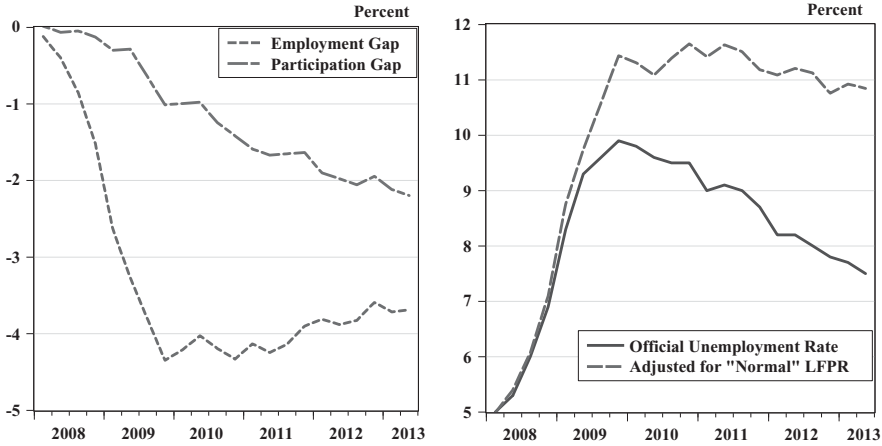 Percent
0
-1
-2
-3
-4
-5
Employment Gap
Participation Gap
2008 2009 2010 2011 2012 2013
Percent
12
11
10
9
8
7
6
5
Official Unemployment Rate
Adjusted for "Normal" LFPR
2008 2009 2010 2011 2012 2013